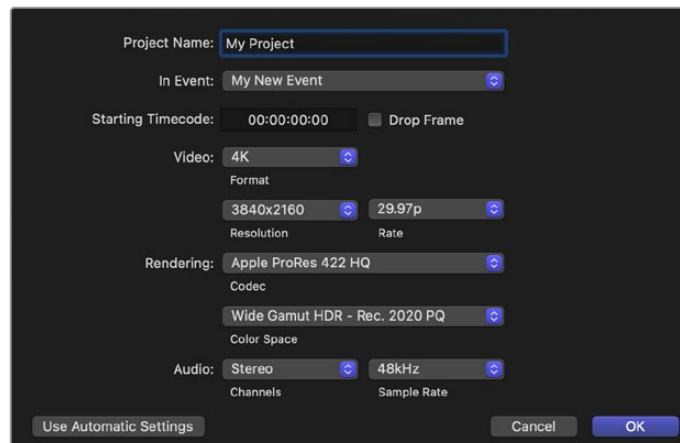 Project Name: My Project
In Event: My New Event
Starting Timecode: 00:00:00:00 Drop Frame
Video: 4K
Format
3840x2160 29.97p
Resolution Rate
Rendering: Apple ProRes 422 HQ
Codec
Wide Gamut HDR - Rec. 2020 PQ
Color Space
Audio: Stereo 48kHz
Channels Sample Rate
Use Automatic Settings Cancel OK